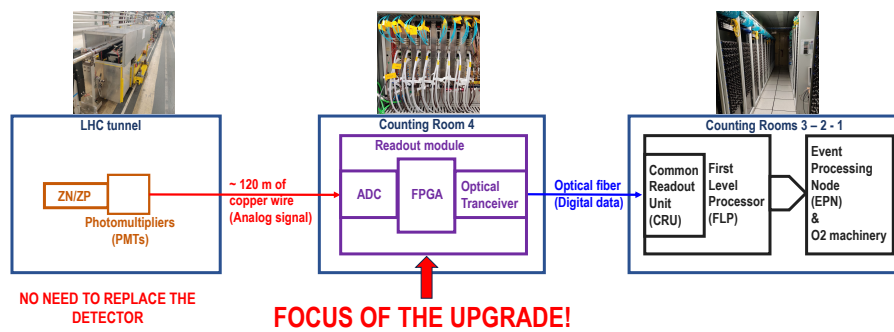 LHC tunnel
ZN/ZP
Photomultipliers
(PMTs)
~ 120 m of
copper wire
(Analog signal)
Counting Room 4
Readout module
ADC
FPGA
Optical
Tranceiver
Optical fiber
(Digital data)
Counting Rooms 3 – 2 - 1
Common
Readout
Unit
(CRU)
First
Level
Processor
(FLP)
Event
Processing
Node
(EPN)
&
O2 machinery
NO NEED TO REPLACE THE
DETECTOR
FOCUS OF THE UPGRADE!